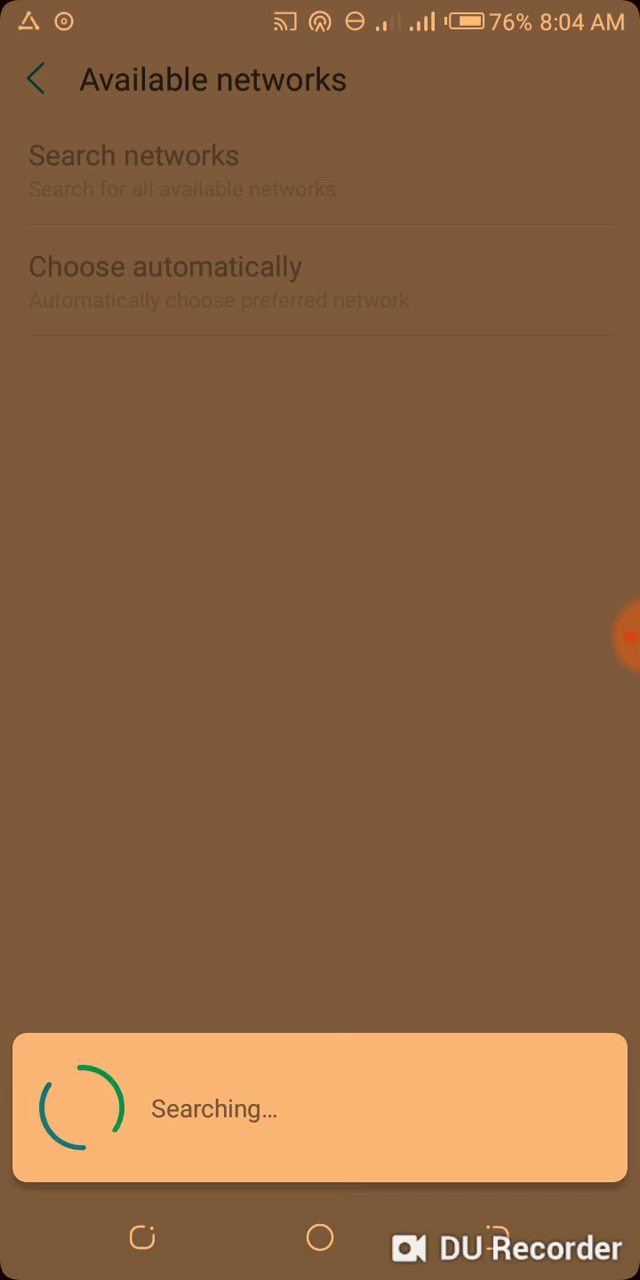 76% 8:04 AM
Available networks
Search networks
Search for all available networks
Choose automatically
Automatically choose preferred network
Searching...
DU Recorder